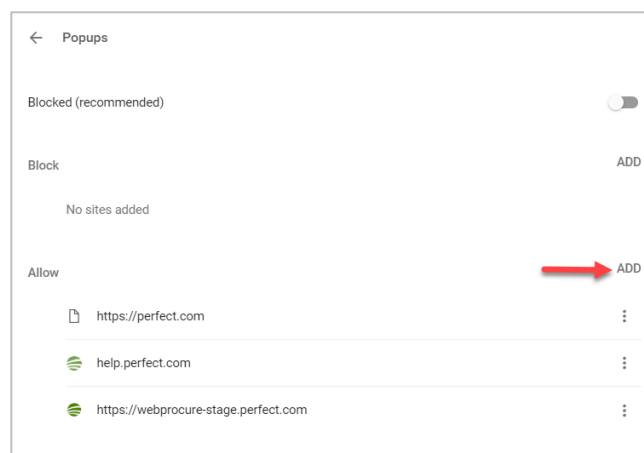 Popups
Blocked (recommended)
Block ADD
No sites added
Allow ADD
https://perfect.com
help.perfect.com
https://webprocure-stage.perfect.com